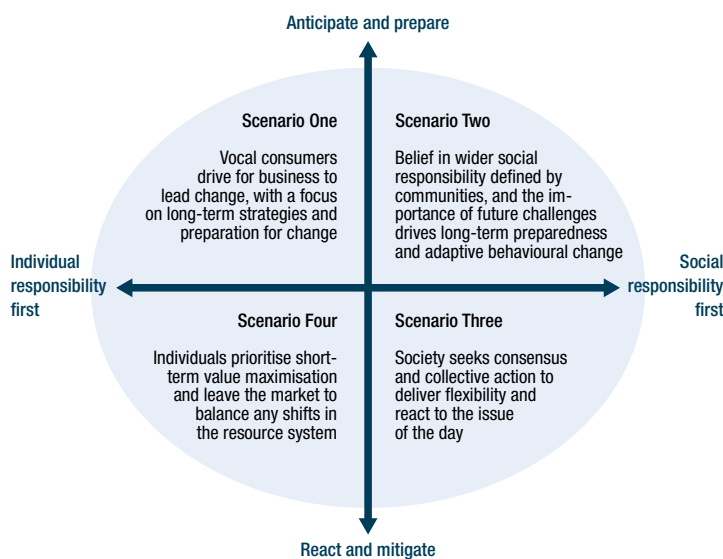 Anticipate and prepare
Scenario One
Vocal consumers
drive for business to
lead change, with a focus
on long-term strategies and
preparation for change
Scenario Two
Belief in wider social
responsibility defined by
communities, and the im-
portance of future challenges
drives long-term preparedness
and adaptive behavioural change
Individual
responsibility
first
Social
responsibility
first
Scenario Four
Individuals prioritise short-
term value maximisation
and leave the market to
balance any shifts in
the resource system
Scenario Three
Society seeks consensus
and collective action to
deliver flexibility and
react to the issue
of the day
React and mitigate